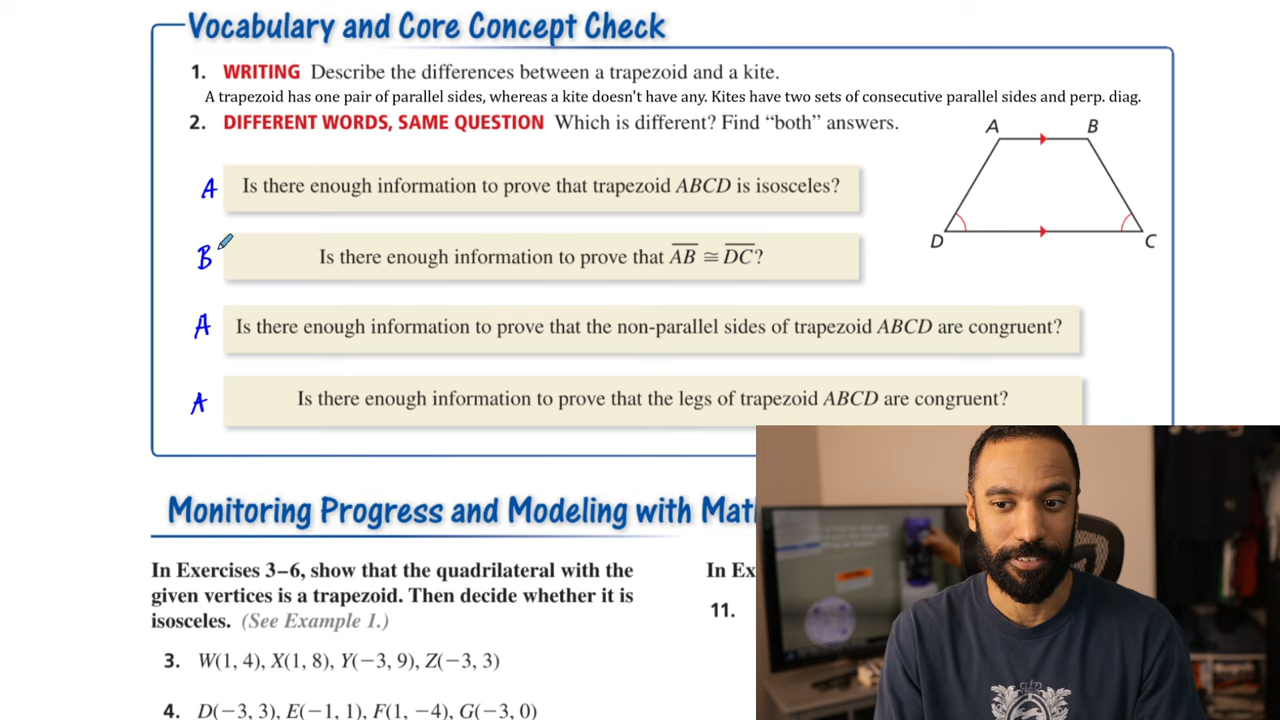 Vocabulary and Core Concept Check
1. WRITING Describe the differences between a trapezoid and a kite.
A trapezoid has one pair of parallel sides, whereas a kite doesn't have any. Kites have two sets of consecutive parallel sides and perp. diag.
2. DIFFERENT WORDS, SAME QUESTION Which is different? Find “both” answers.
A B
D C
A Is there enough information to prove that trapezoid ABCD is isosceles?
B Is there enough information to prove that AB ≅ DC?
A Is there enough information to prove that the non-parallel sides of trapezoid ABCD are congruent?
A Is there enough information to prove that the legs of trapezoid ABCD are congruent?
Monitoring Progress and Modeling with
In Exercises 3–6, show that the quadrilateral with the
given vertices is a trapezoid. Then decide whether it is
isosceles. (See Example 1.)
3. W(1, 4), X(1, 8), Y(−3, 9), Z(−3, 3)
4. D(−3, 3), E(−1, 1), F(1, −4), G(−3, 0)
In
11.